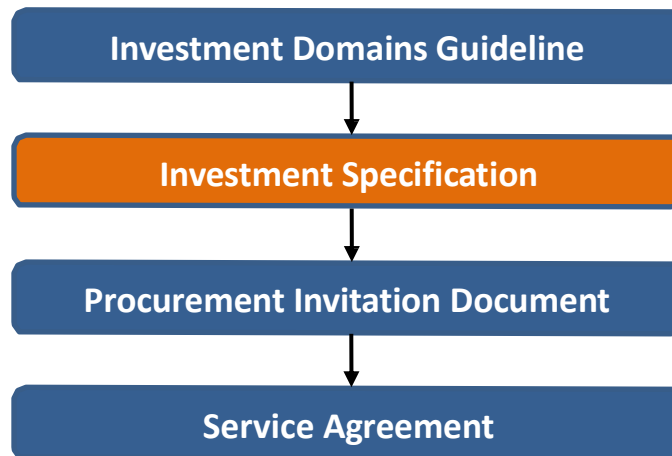 Investment Domains Guideline
Investment Specification
Procurement Invitation Document
Service Agreement